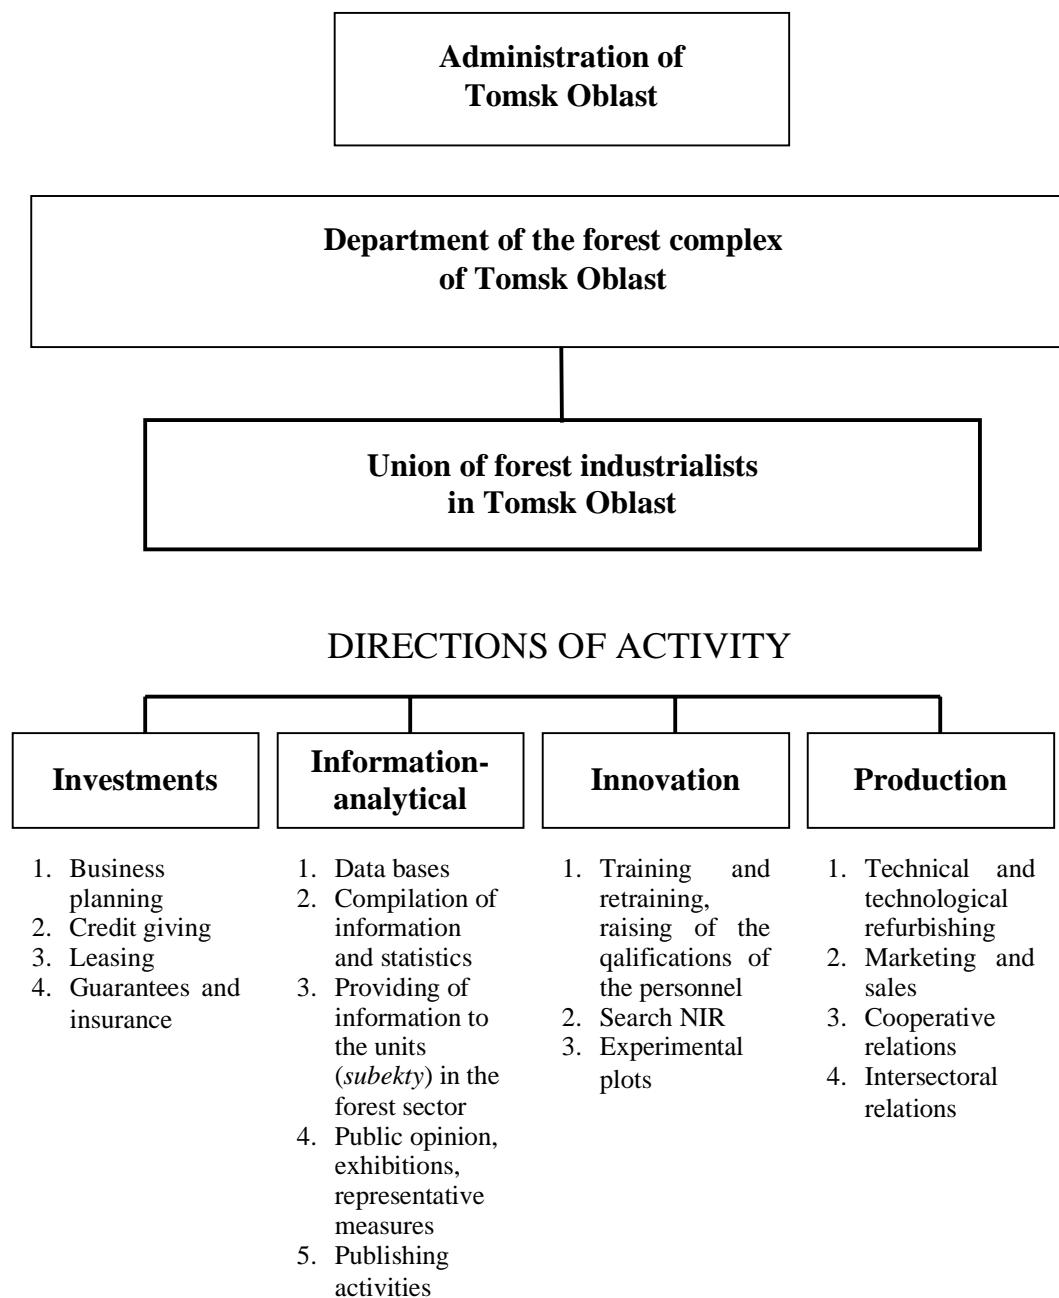 Administration of
Tomsk Oblast
Department of the forest complex
of Tomsk Oblast
Union of forest industrialists
in Tomsk Oblast
DIRECTIONS OF ACTIVITY
Investments
1. Business
planning
2. Credit giving
3. Leasing
4. Guarantees and
insurance
Information-
analytical
1. Data bases
2. Compilation of
information
and statistics
3. Providing of
information to
the units
(subekty) in the
forest sector
4. Public opinion,
exhibitions,
representative
measures
5. Publishing
activities
Innovation
1. Training and
retraining,
raising of the
qalifications of
the personnel
2. Search NIR
3. Experimental
plots
Production
1. Technical and
technological
refurbishing
2. Marketing and
sales
3. Cooperative
relations
4. Intersectoral
relations